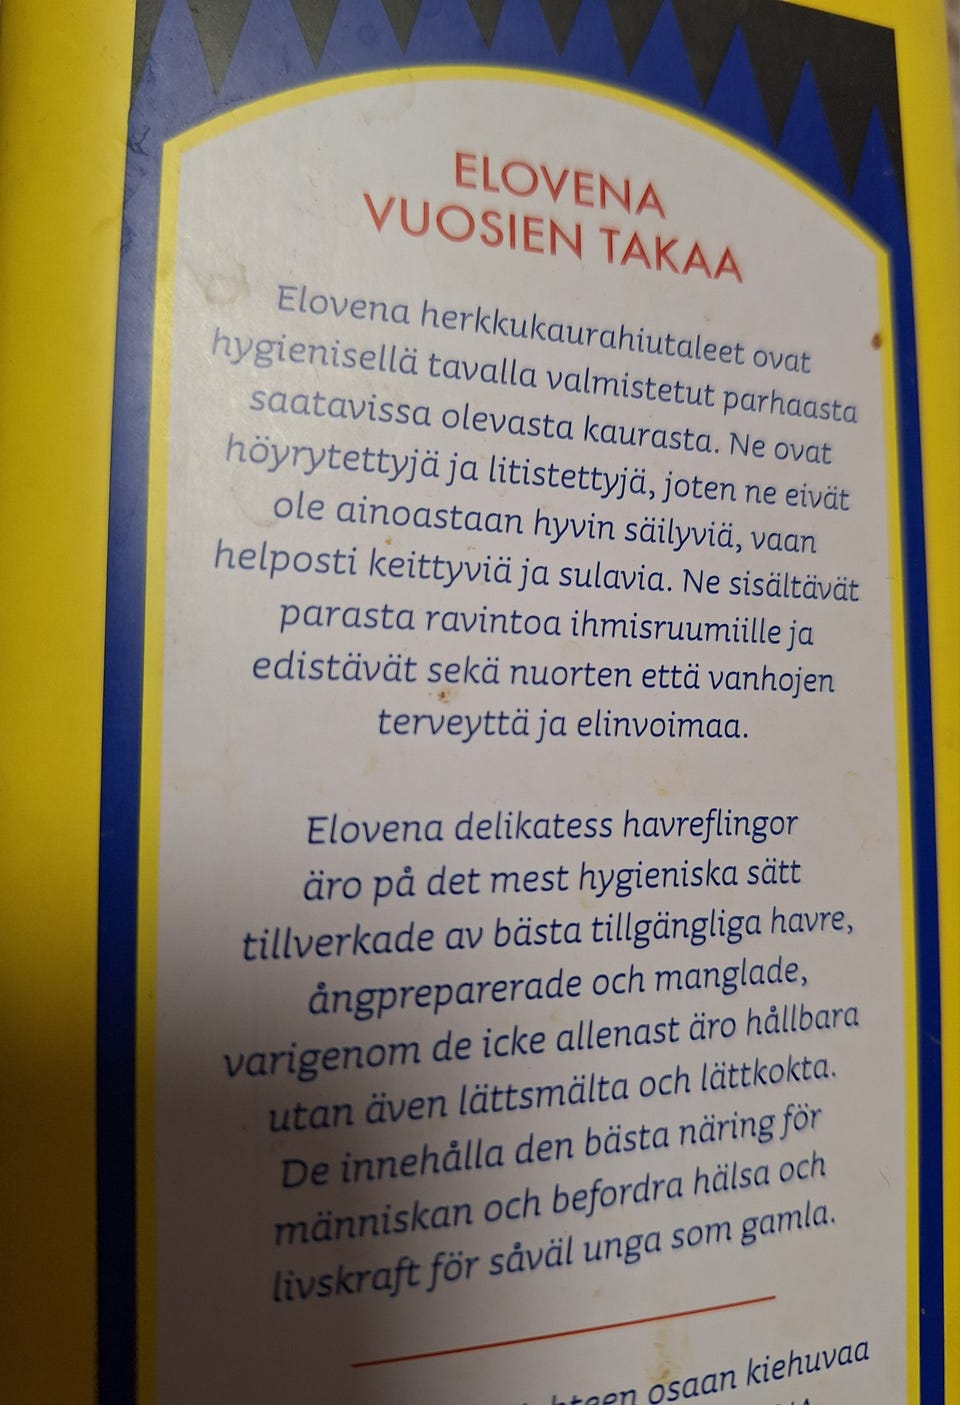 ELOVENA
VUOSIEN TAKAA
Elovena herkkukaurahiutaleet ovat
hygienisellä tavalla valmistetut parhaasta
saatavissa olevasta kaurasta. Ne ovat
höyrytettyjä ja litistettyjä, joten ne eivät
ole ainoastaan hyvin säilyviä, vaan
helposti keittyviä ja sulavia. Ne sisältävät
parasta ravintoa ihmisruumiille ja
edistävät sekä nuorten että vanhojen
terveyttä ja elinvoimaa.
Elovena delikatess havreflingor
äro på det mest hygieniska sätt
tillverkade av bästa tillgängliga havre,
ångpreparerade och manglade,
varigenom de icke allenast äro hållbara
utan även lättsmälta och lättkokta.
De innehålla den bästa näring för
människan och befordra hälsa och
livskraft för såväl unga som gamla.
osaan kiehuvaa